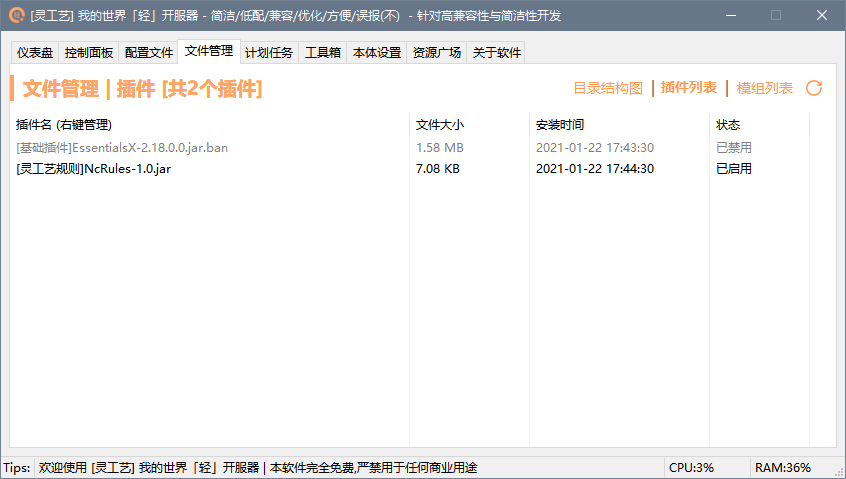 [灵工艺] 我的世界「轻」开服器 - 简洁/低配/兼容/优化/方便/误报(不) - 针对高兼容性与简洁性开发
仪表盘 控制面板 配置文件 文件管理 计划任务 工具箱 本体设置 资源广场 关于软件
文件管理 | 插件 [共2个插件] 目录结构图 | 插件列表 | 模组列表
插件名 (右键管理) 文件大小 安装时间 状态
[基础插件]EssentialsX-2.18.0.0.jar.ban 1.58 MB 2021-01-22 17:43:30 已禁用
[灵工艺规则]NcRules-1.0.jar 7.08 KB 2021-01-22 17:44:30 已启用
Tips: 欢迎使用 [灵工艺] 我的世界「轻」开服器 | 本软件完全免费,严禁用于任何商业用途 CPU:3% RAM:36%